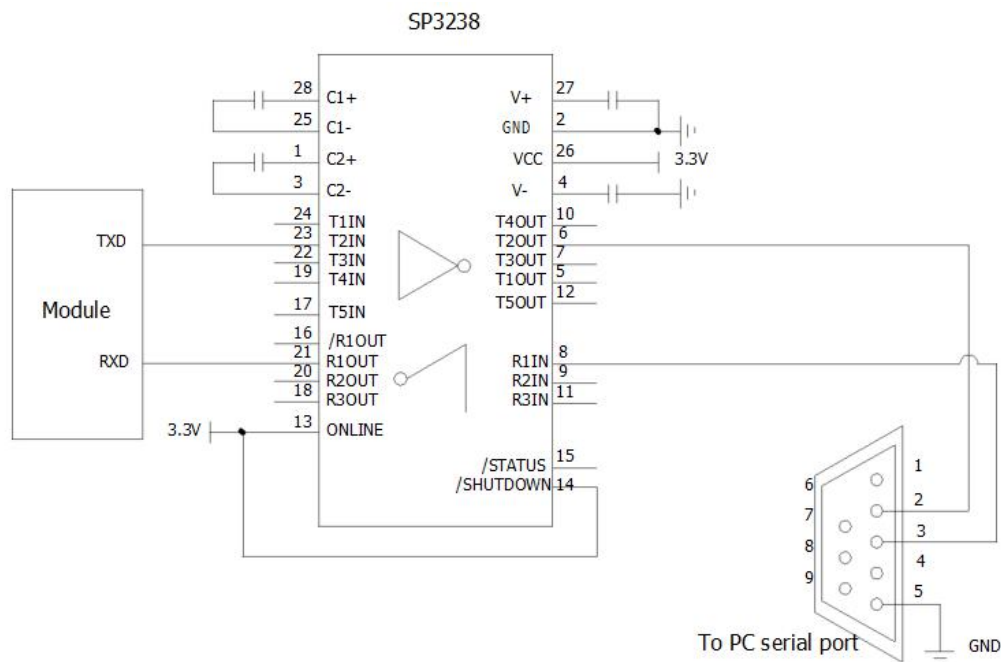 SP3238
28 C1+ V+ 27
25 C1- GND 2
1 C2+ VCC 26 3.3V
3 C2- V- 4
24 T1IN T4OUT 10
TXD 23 T2IN T2OUT 6
22 T3IN T3OUT 7
19 T4IN T1OUT 5
17 T5IN T5OUT 12
Module
16 /R1OUT
RXD 21 R1OUT R1IN 8
20 R2OUT R2IN 9
18 R3OUT R3IN 11
3.3V 13 ONLINE
/STATUS 15
/SHUTDOWN 14
1
6
2
7
3
8
4
9
5
To PC serial port GND